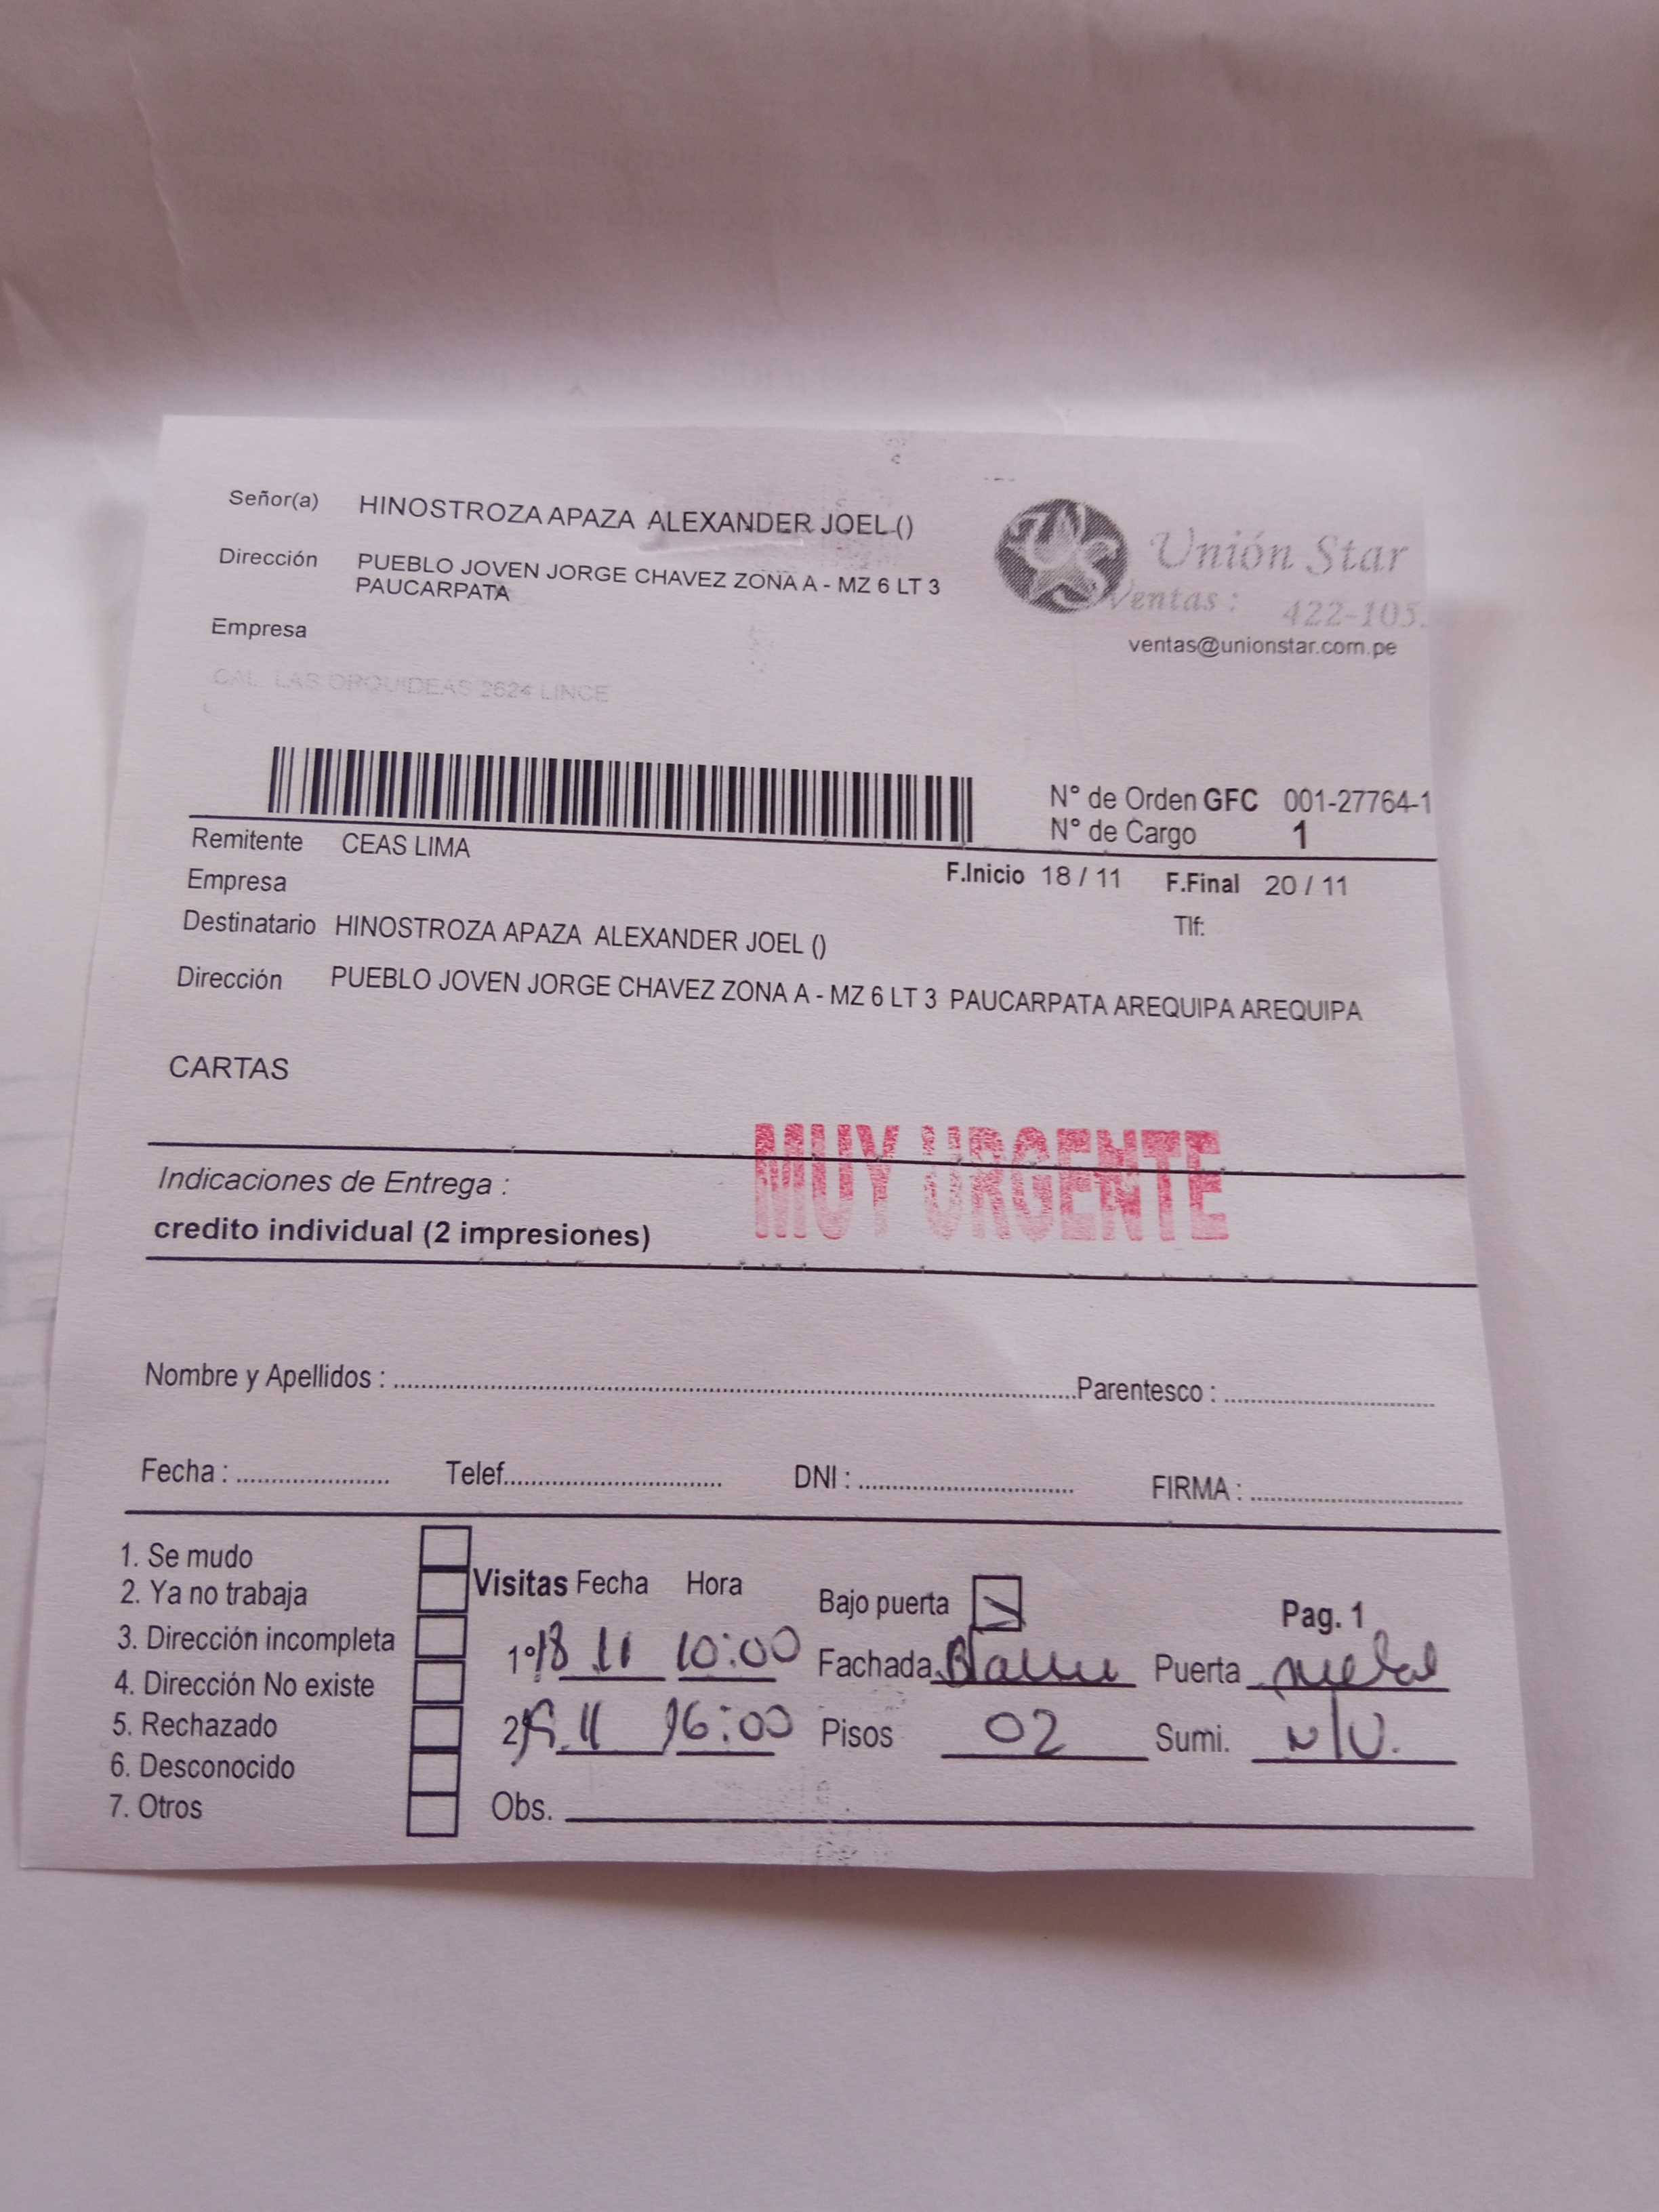 Señor(a) HINOSTROZA APAZA ALEXANDER JOEL ()
Dirección PUEBLO JOVEN JORGE CHAVEZ ZONA A - MZ 6 LT 3
PAUCARPATA
Empresa
CAL. LAS ORQUIDEAS 2624 LINCE
Unión Star
Ventas : 422-105.
ventas@unionstar.com.pe
N° de Orden GFC 001-27764-1
N° de Cargo 1
Remitente CEAS LIMA
Empresa
F.Inicio 18 / 11 F.Final 20 / 11
Destinatario HINOSTROZA APAZA ALEXANDER JOEL ()
Tlf:
Dirección PUEBLO JOVEN JORGE CHAVEZ ZONA A - MZ 6 LT 3 PAUCARPATA AREQUIPA AREQUIPA
CARTAS
MUY URGENTE
Indicaciones de Entrega :
credito individual (2 impresiones)
Nombre y Apellidos : Parentesco :
Fecha : Telef. DNI : FIRMA :
1. Se mudo
2. Ya no trabaja
3. Dirección incompleta
4. Dirección No existe
5. Rechazado
6. Desconocido
7. Otros
Visitas Fecha Hora
1° 18 11 10:00
2 11 16:00
Bajo puerta
Pag. 1
Fachada Puerta metal
Pisos 02 Sumi. N/V.
Obs.